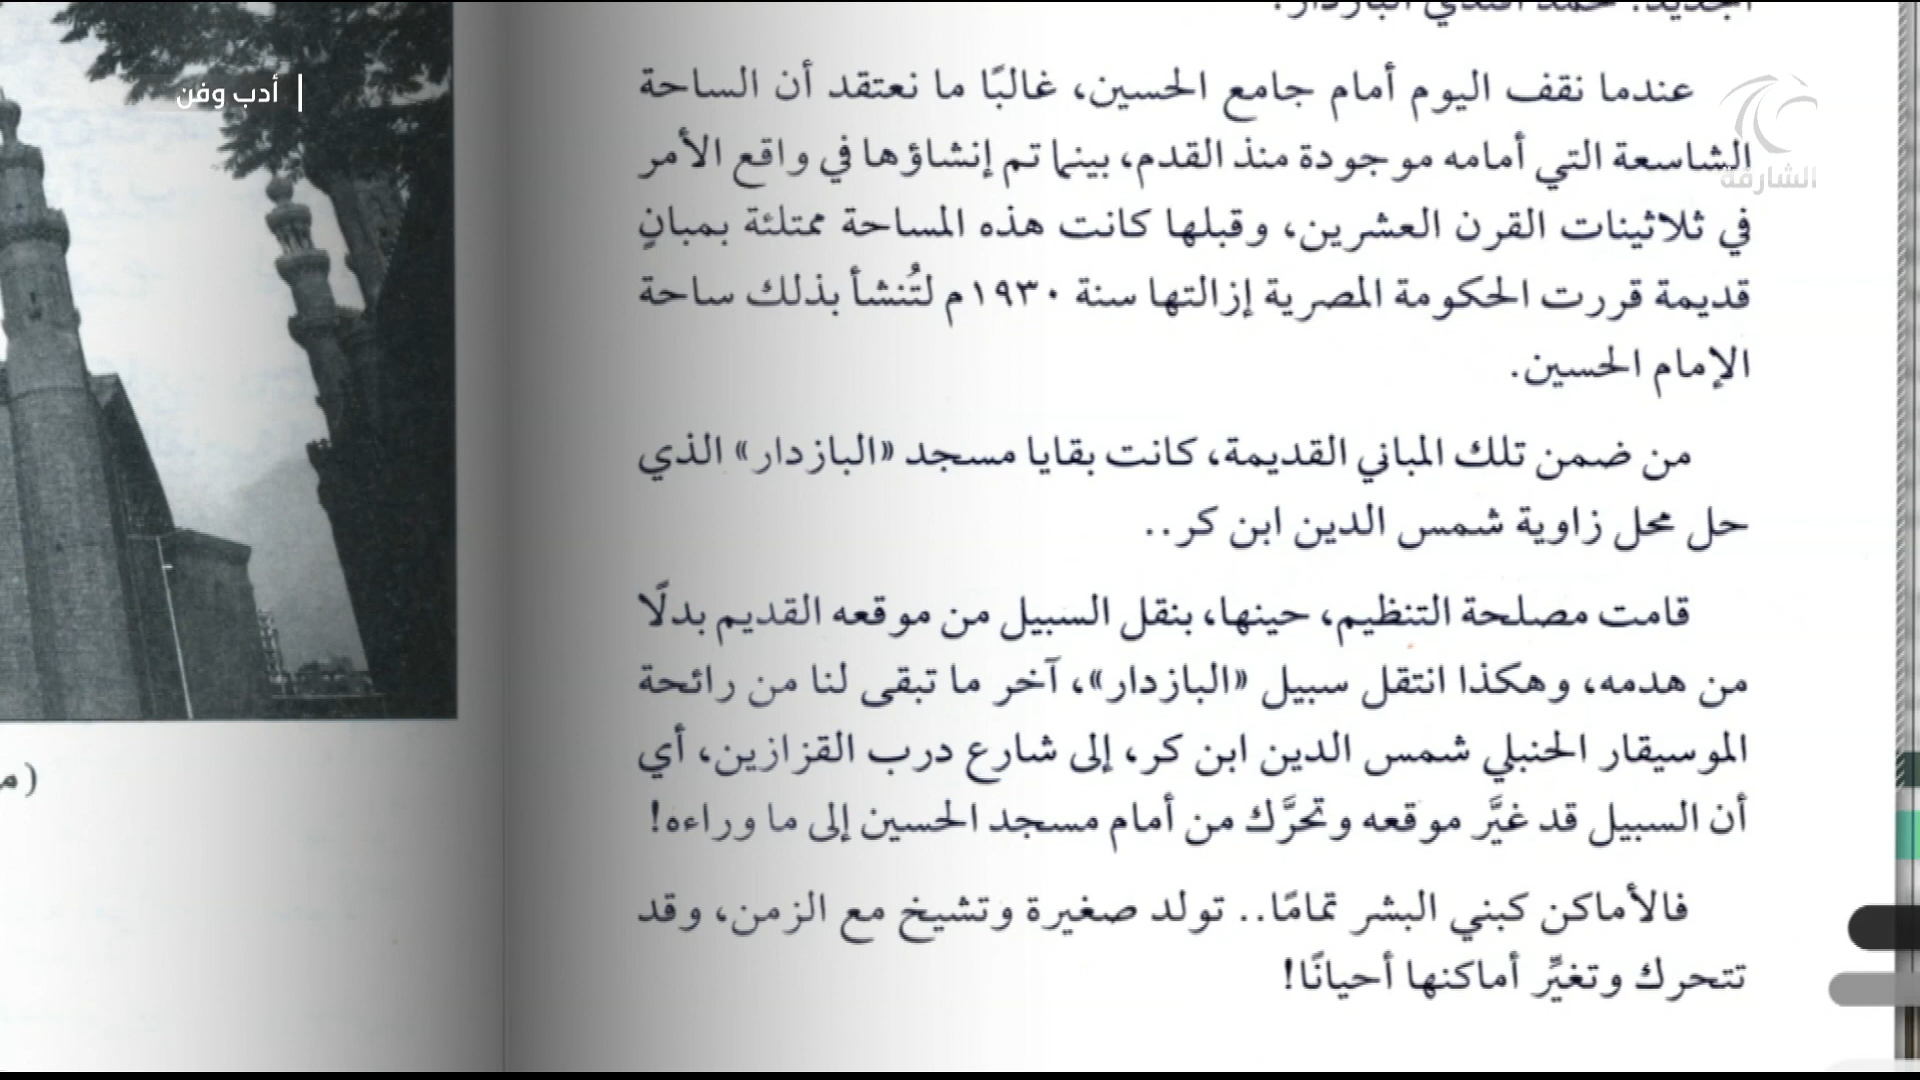 أدب وفن
الشارقة
عندما نقف اليوم أمام جامع الحسين، غالبًا ما نعتقد أن الساحة
الشاسعة التي أمامه موجودة منذ القدم، بينما تم إنشاؤها في واقع الأمر
في ثلاثينات القرن العشرين، وقبلها كانت هذه المساحة ممتلئة بمبانٍ
قديمة قررت الحكومة المصرية إزالتها سنة ١٩٣٠م لتُنشأ بذلك ساحة
الإمام الحسين.
من ضمن تلك المباني القديمة، كانت بقايا مسجد «البازدار» الذي
حل محل زاوية شمس الدين ابن كر..
قامت مصلحة التنظيم، حينها، بنقل السبيل من موقعه القديم بدلًا
من هدمه، وهكذا انتقل سبيل «البازدار»، آخر ما تبقى لنا من رائحة
الموسيقار الحنبلي شمس الدين ابن كر، إلى شارع درب القزازين، أي
أن السبيل قد غيَّر موقعه وتحرَّك من أمام مسجد الحسين إلى ما وراءه!
فالأماكن كبني البشر تمامًا.. تولد صغيرة وتشيخ مع الزمن، وقد
تتحرك وتغيِّر أماكنها أحيانًا!